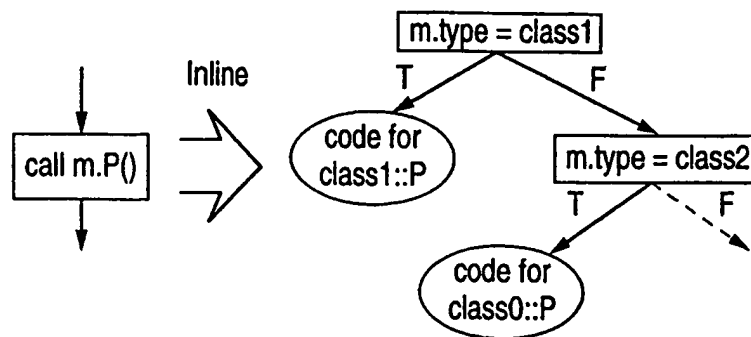 m.type = class1
Inline
T
F
code for
class1::P
call m.P()
m.type = class2
T
F
code for
class0::P